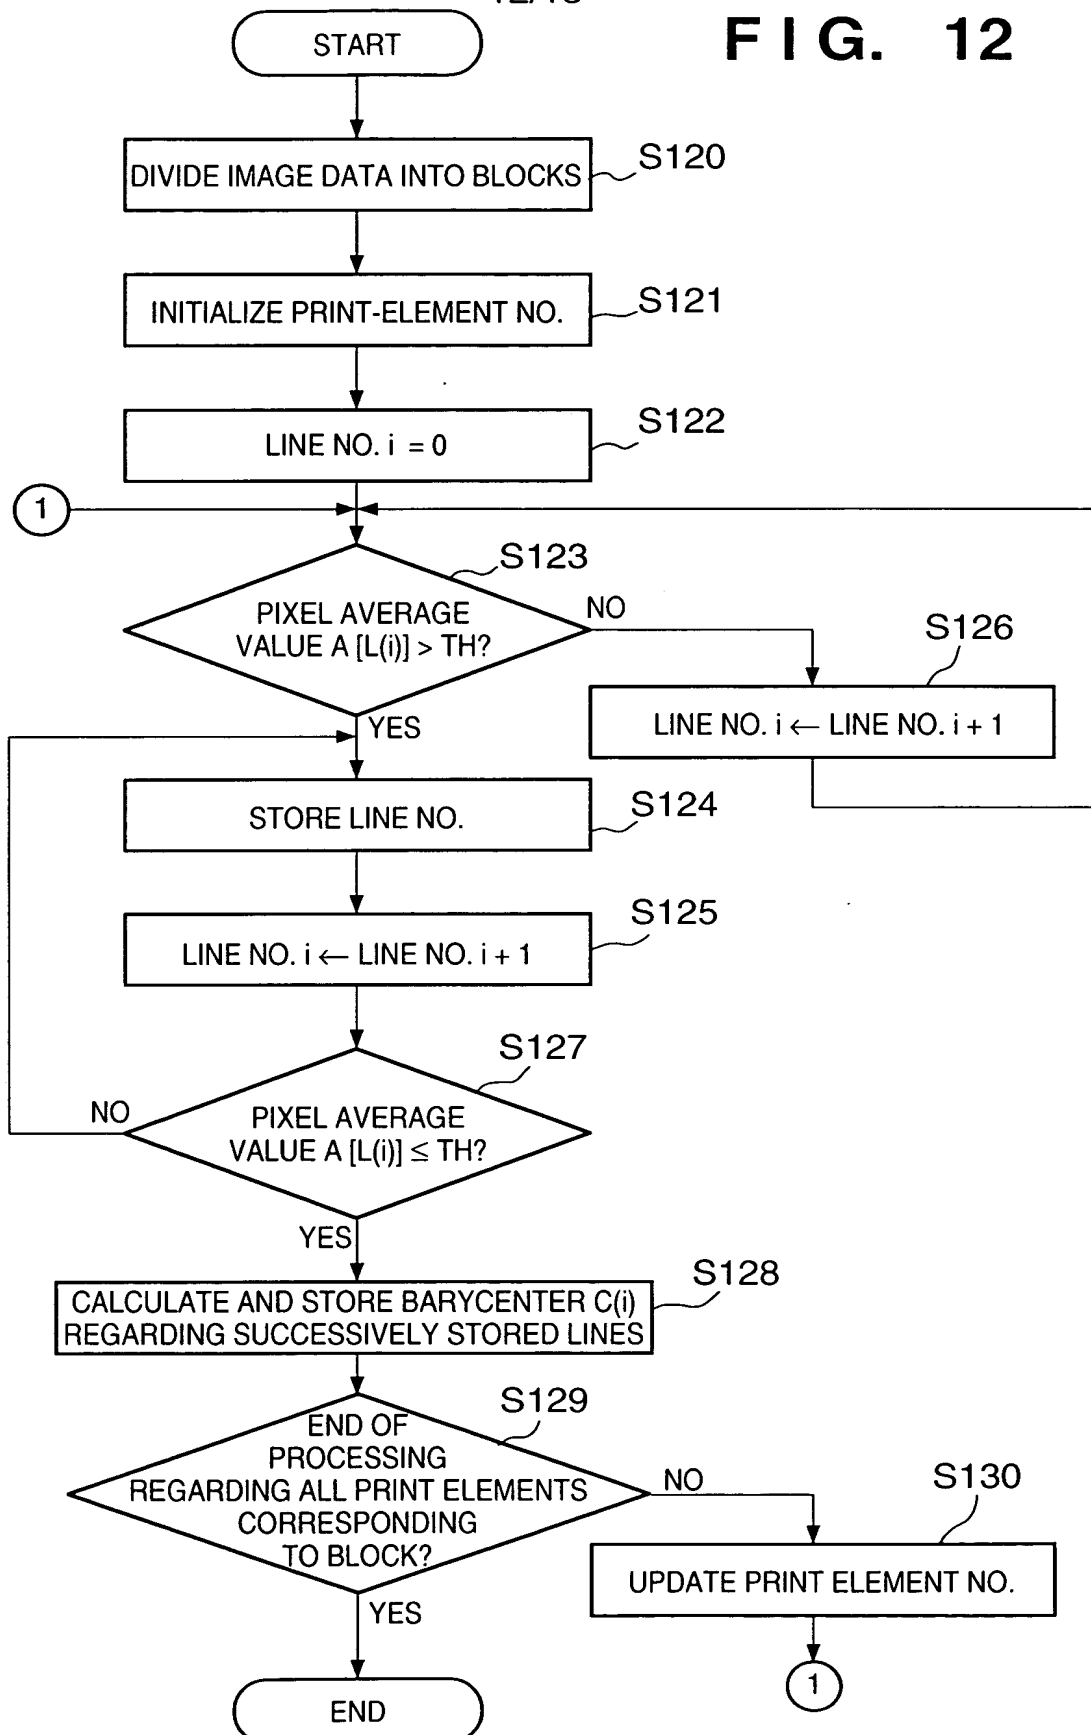 FIG. 12
START
DIVIDE IMAGE DATA INTO BLOCKS
S120
INITIALIZE PRINT-ELEMENT NO.
S121
LINE NO. i = 0
S122
1
S123
PIXEL AVERAGE
VALUE A [L(i)] > TH?
NO
YES
S126
LINE NO. i ← LINE NO. i + 1
STORE LINE NO.
S124
LINE NO. i ← LINE NO. i + 1
S125
S127
PIXEL AVERAGE
VALUE A [L(i)] ≤ TH?
NO
YES
CALCULATE AND STORE BARYCENTER C(i)
REGARDING SUCCESSIVELY STORED LINES
S128
S129
END OF
PROCESSING
REGARDING ALL PRINT ELEMENTS
CORRESPONDING
TO BLOCK?
NO
YES
S130
UPDATE PRINT ELEMENT NO.
1
END